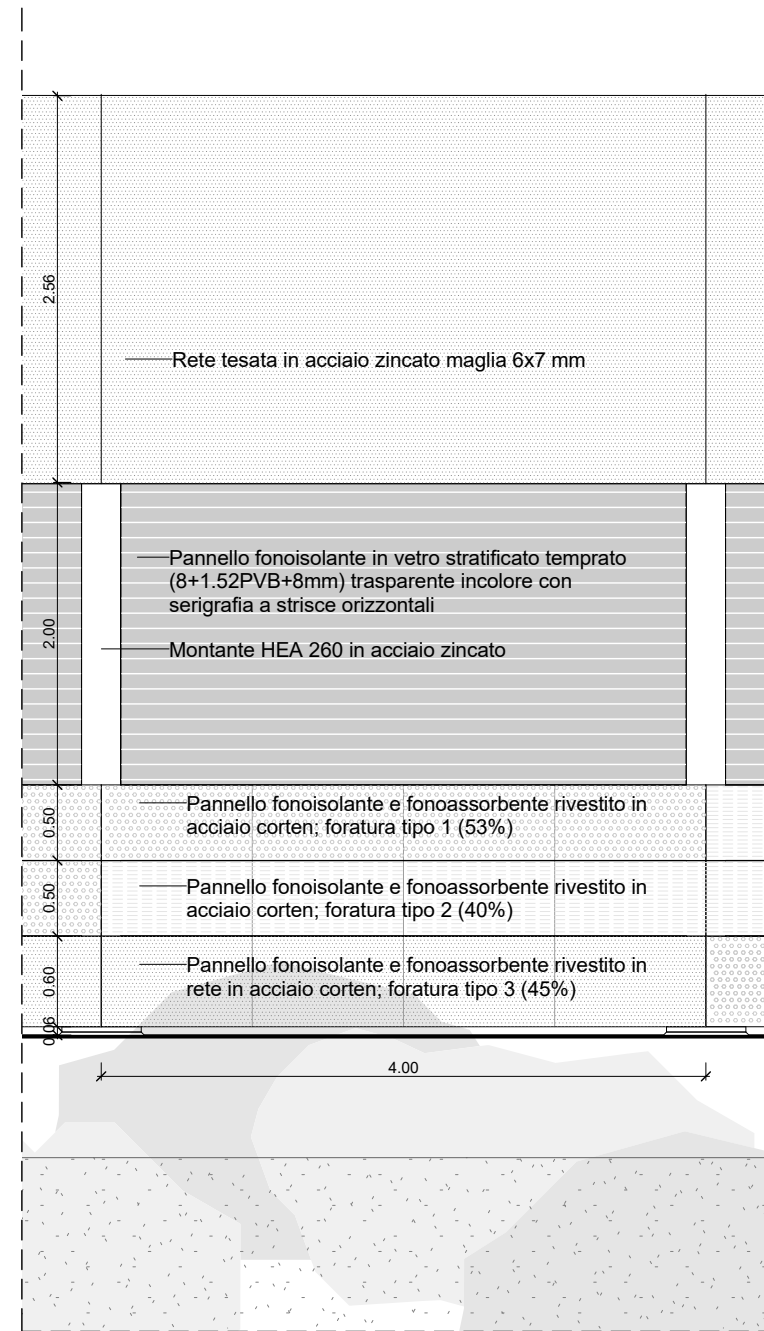 2.56
Rete tesata in acciaio zincato maglia 6x7 mm
2.00
Pannello fonoisolante in vetro stratificato temprato
(8+1.52PVB+8mm) trasparente incolore con
serigrafia a strisce orizzontali
Montante HEA 260 in acciaio zincato
0.50
Pannello fonoisolante e fonoassorbente rivestito in
acciaio corten; foratura tipo 1 (53%)
0.50
Pannello fonoisolante e fonoassorbente rivestito in
acciaio corten; foratura tipo 2 (40%)
0.60
Pannello fonoisolante e fonoassorbente rivestito in
rete in acciaio corten; foratura tipo 3 (45%)
0.06
4.00